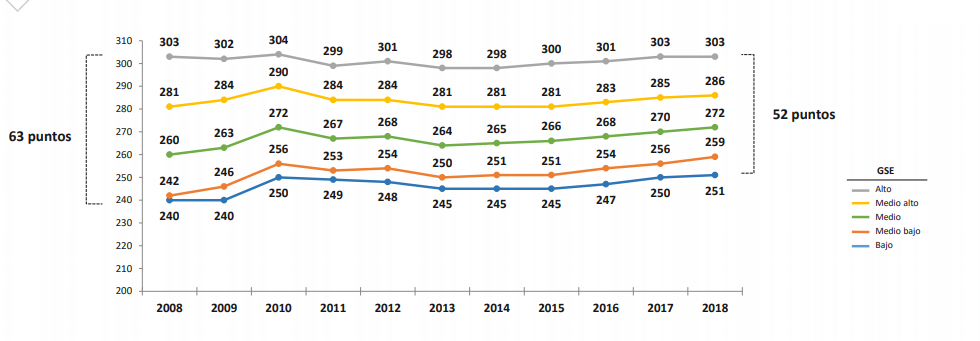 310
300
290
280
270
260
250
240
230
220
210
200
303 302 304 299 301 298 298 300 301 303 303
281 284 290 284 284 281 281 281 283 285 286
260 263 272 267 268 264 265 266 268 270 272
242 246 256 253 254 250 251 251 254 256 259
240 240 250 249 248 245 245 245 247 250 251
63 puntos
52 puntos
2008 2009 2010 2011 2012 2013 2014 2015 2016 2017 2018
GSE
Alto
Medio alto
Medio
Medio bajo
Bajo